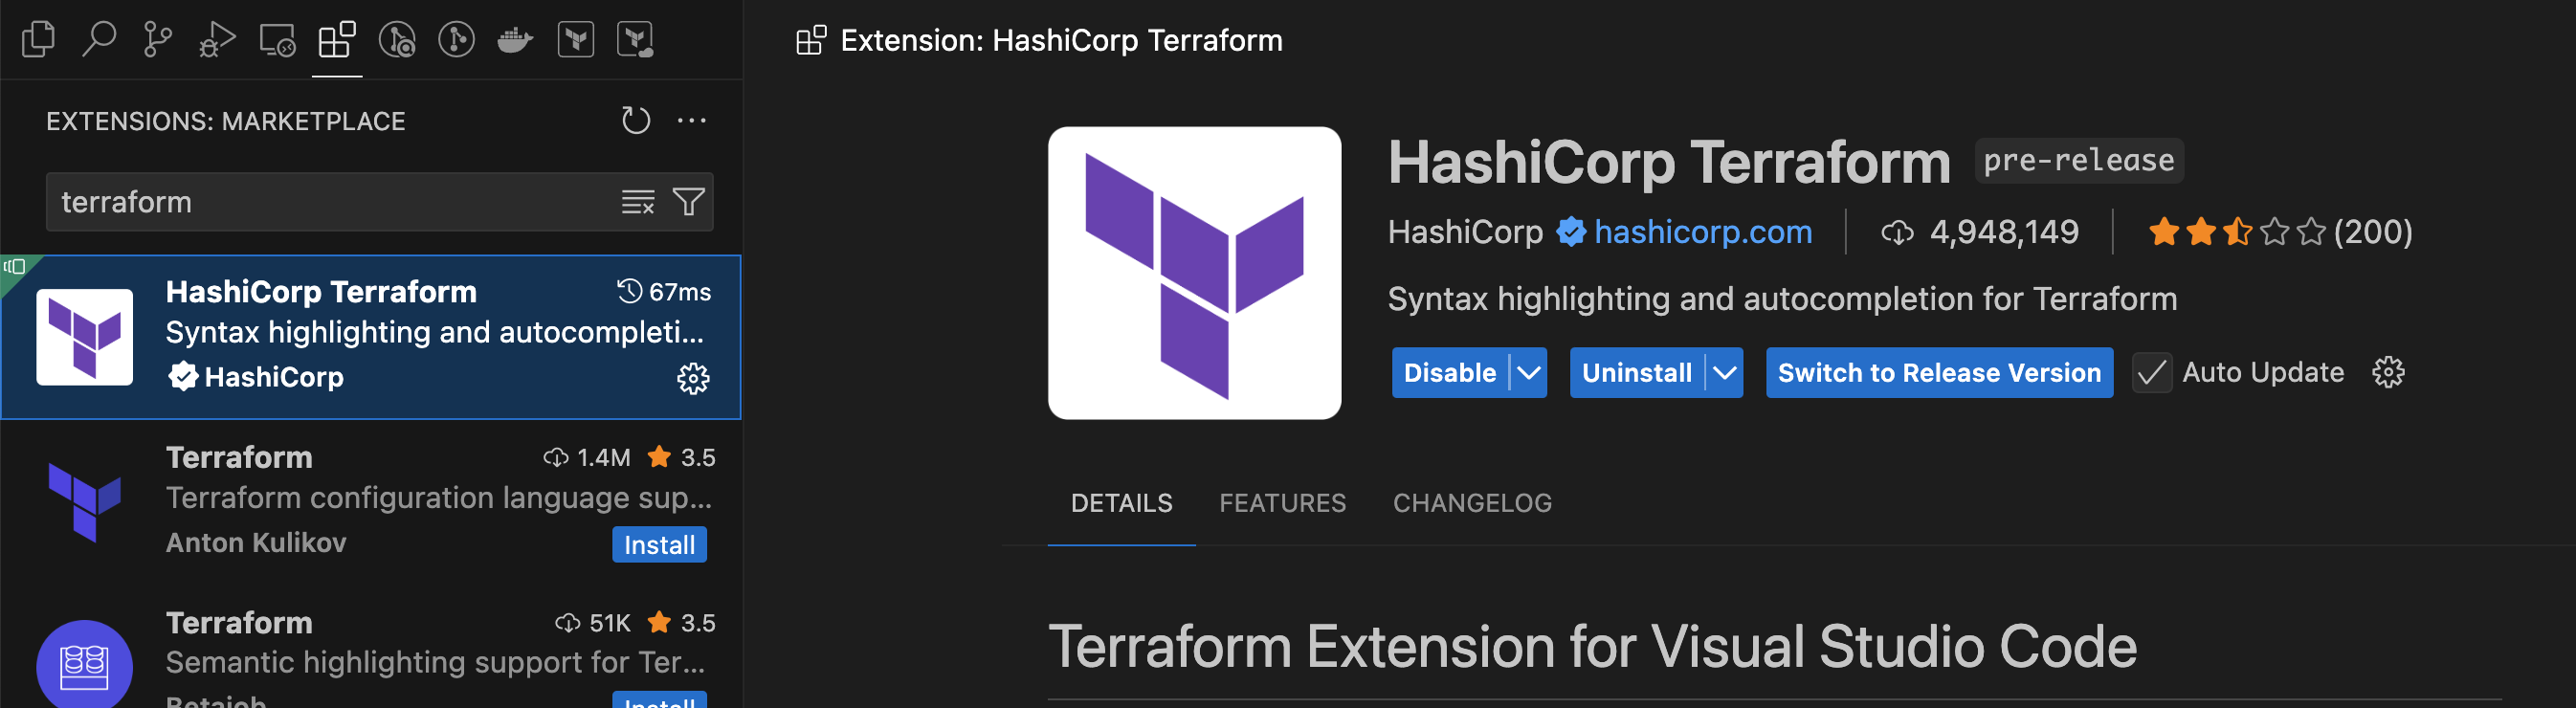 Extension: HashiCorp Terraform
EXTENSIONS: MARKETPLACE
terraform
HashiCorp Terraform 67ms
Syntax highlighting and autocompleti...
HashiCorp
Terraform 1.4M 3.5
Terraform configuration language sup...
Anton Kulikov Install
Terraform 51K 3.5
Semantic highlighting support for Ter...
Betajob Install
HashiCorp Terraform pre-release
HashiCorp hashicorp.com 4,948,149 (200)
Syntax highlighting and autocompletion for Terraform
Disable Uninstall Switch to Release Version Auto Update
DETAILS FEATURES CHANGELOG
Terraform Extension for Visual Studio Code